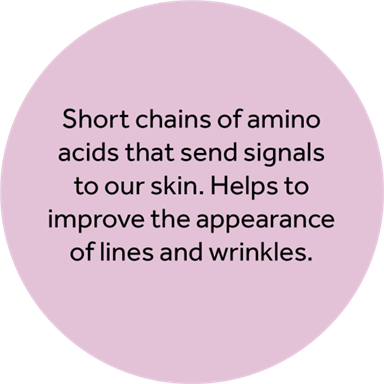 Short chains of amino
acids that send signals
to our skin. Helps to
improve the appearance
of lines and wrinkles.